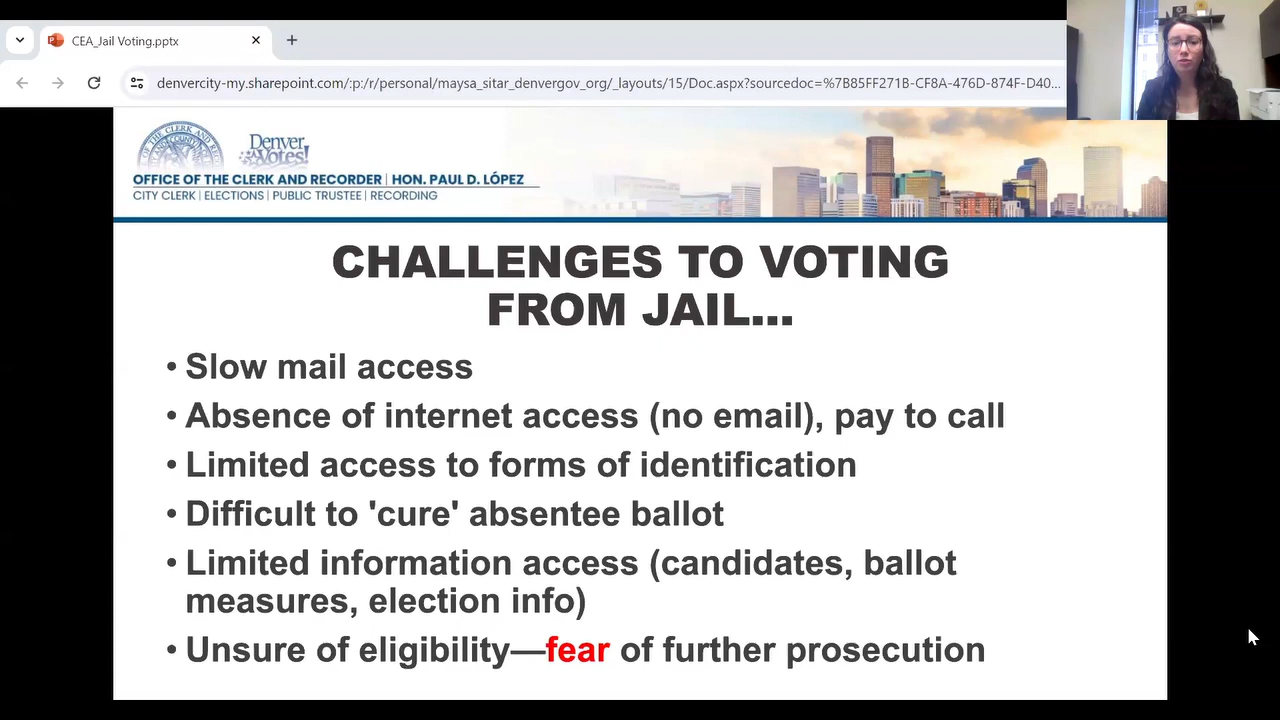 CEA_Jail Voting.pptx
denvercity-my.sharepoint.com/:p:/r/personal/maysa_sitar_denvergov_org/_layouts/15/Doc.aspx?sourcedoc=%7B85FF271B-CF8A-476D-874F-D40...
Denver
Votes!
OFFICE OF THE CLERK AND RECORDER | HON. PAUL D. LÓPEZ
CITY CLERK | ELECTIONS | PUBLIC TRUSTEE | RECORDING
CHALLENGES TO VOTING
FROM JAIL...
• Slow mail access
• Absence of internet access (no email), pay to call
• Limited access to forms of identification
• Difficult to 'cure' absentee ballot
• Limited information access (candidates, ballot
measures, election info)
• Unsure of eligibility—fear of further prosecution